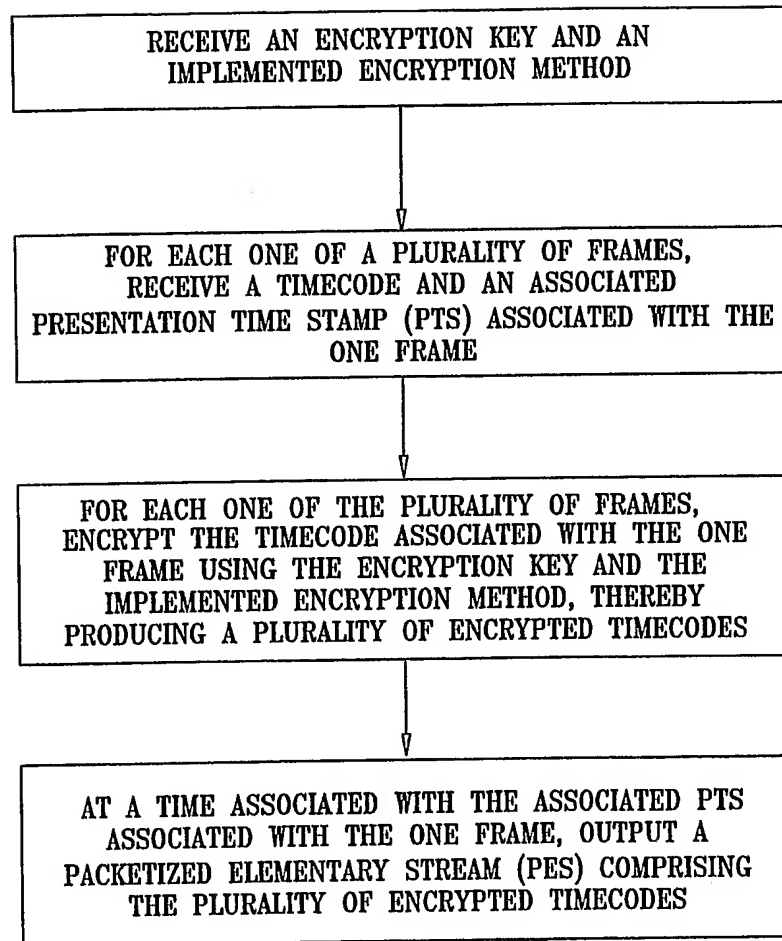 RECEIVE AN ENCRYPTION KEY AND AN
IMPLEMENTED ENCRYPTION METHOD
FOR EACH ONE OF A PLURALITY OF FRAMES,
RECEIVE A TIMECODE AND AN ASSOCIATED
PRESENTATION TIME STAMP (PTS) ASSOCIATED WITH THE
ONE FRAME
FOR EACH ONE OF THE PLURALITY OF FRAMES,
ENCRYPT THE TIMECODE ASSOCIATED WITH THE ONE
FRAME USING THE ENCRYPTION KEY AND THE
IMPLEMENTED ENCRYPTION METHOD, THEREBY
PRODUCING A PLURALITY OF ENCRYPTED TIMECODES
AT A TIME ASSOCIATED WITH THE ASSOCIATED PTS
ASSOCIATED WITH THE ONE FRAME, OUTPUT A
PACKETIZED ELEMENTARY STREAM (PES) COMPRISING
THE PLURALITY OF ENCRYPTED TIMECODES